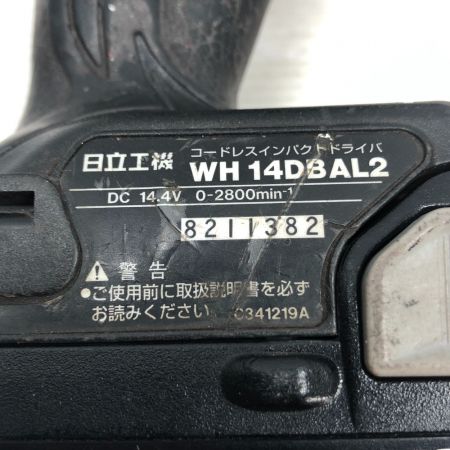 日立工機 コードレスインパクトドライバ
WH 14DBAL2
DC 14.4V 0-2800min⁻¹
8211382
⚠ 警告
●ご使用前に取扱説明書を必ず
お読みください。 C341219A